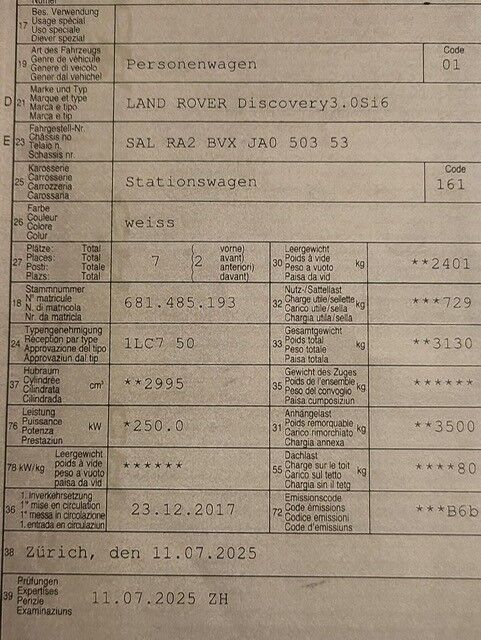 Numer
17 Bes. Verwendung
Usage spécial
Uso speciale
Diever spezial
19 Art des Fahrzeugs
Genre de véhicule
Genere di veicolo
Gener dal vehichel
Personenwagen
Code
01
D 21 Marke und Typ
Marque et type
Marca e tipo
Marca e tip
LAND ROVER Discovery3.0Si6
E 23 Fahrgestell-Nr.
Châssis no
Telaio n.
Schassis nr.
SAL RA2 BVX JA0 503 53
25 Karosserie
Carrosserie
Carrozzeria
Carossaria
Stationswagen
Code
161
26 Farbe
Couleur
Colore
Colur
weiss
27 Plätze: Total
Places: Total
Posti: Totale
Plazs: Total
7 (2 vorne)
avant)
anteriori)
davant)
30 Leergewicht
Poids à vide
Peso a vuoto
Paisa da vid
kg
**2401
18 Stammnummer
N° matricule
N. di matricola
Nr. da matricla
681.485.193
32 Nutz-/Sattellast
Charge utile/sellette
Carico utile/sella
Chargia utila/sella
kg
***729
24 Typengenehmigung
Réception par type
Approvazione del tipo
Approvaziun dal tip
1LC7 50
33 Gesamtgewicht
Poids total
Peso totale
Paisa totala
kg
**3130
37 Hubraum
Cylindrée
Cilindrata
Cilindrada
cm³
**2995
35 Gewicht des Zuges
Poids de l'ensemble
Peso del convoglio
Paisa cumposiziun
kg
******
76 Leistung
Puissance
Potenza
Prestaziun
kW
*250.0
31 Anhängelast
Poids remorquable
Carico rimorchiato
Chargia annexa
kg
**3500
78 kW/kg Leergewicht
poids à vide
peso a vuoto
paisa da vid
******
55 Dachlast
Charge sur le toit
Carico sul tetto
Chargia sin il tetg
kg
****80
36 1. Inverkehrsetzung
1re mise en circulation
1a messa in circolazione
1. entrada en circulaziun
23.12.2017
72 Emissionscode
Code émissions
Codice emissioni
Code d'emissiuns
***B6b
38 Zürich, den 11.07.2025
39 Prüfungen
Expertises
Perizie
Examinaziuns
11.07.2025 ZH